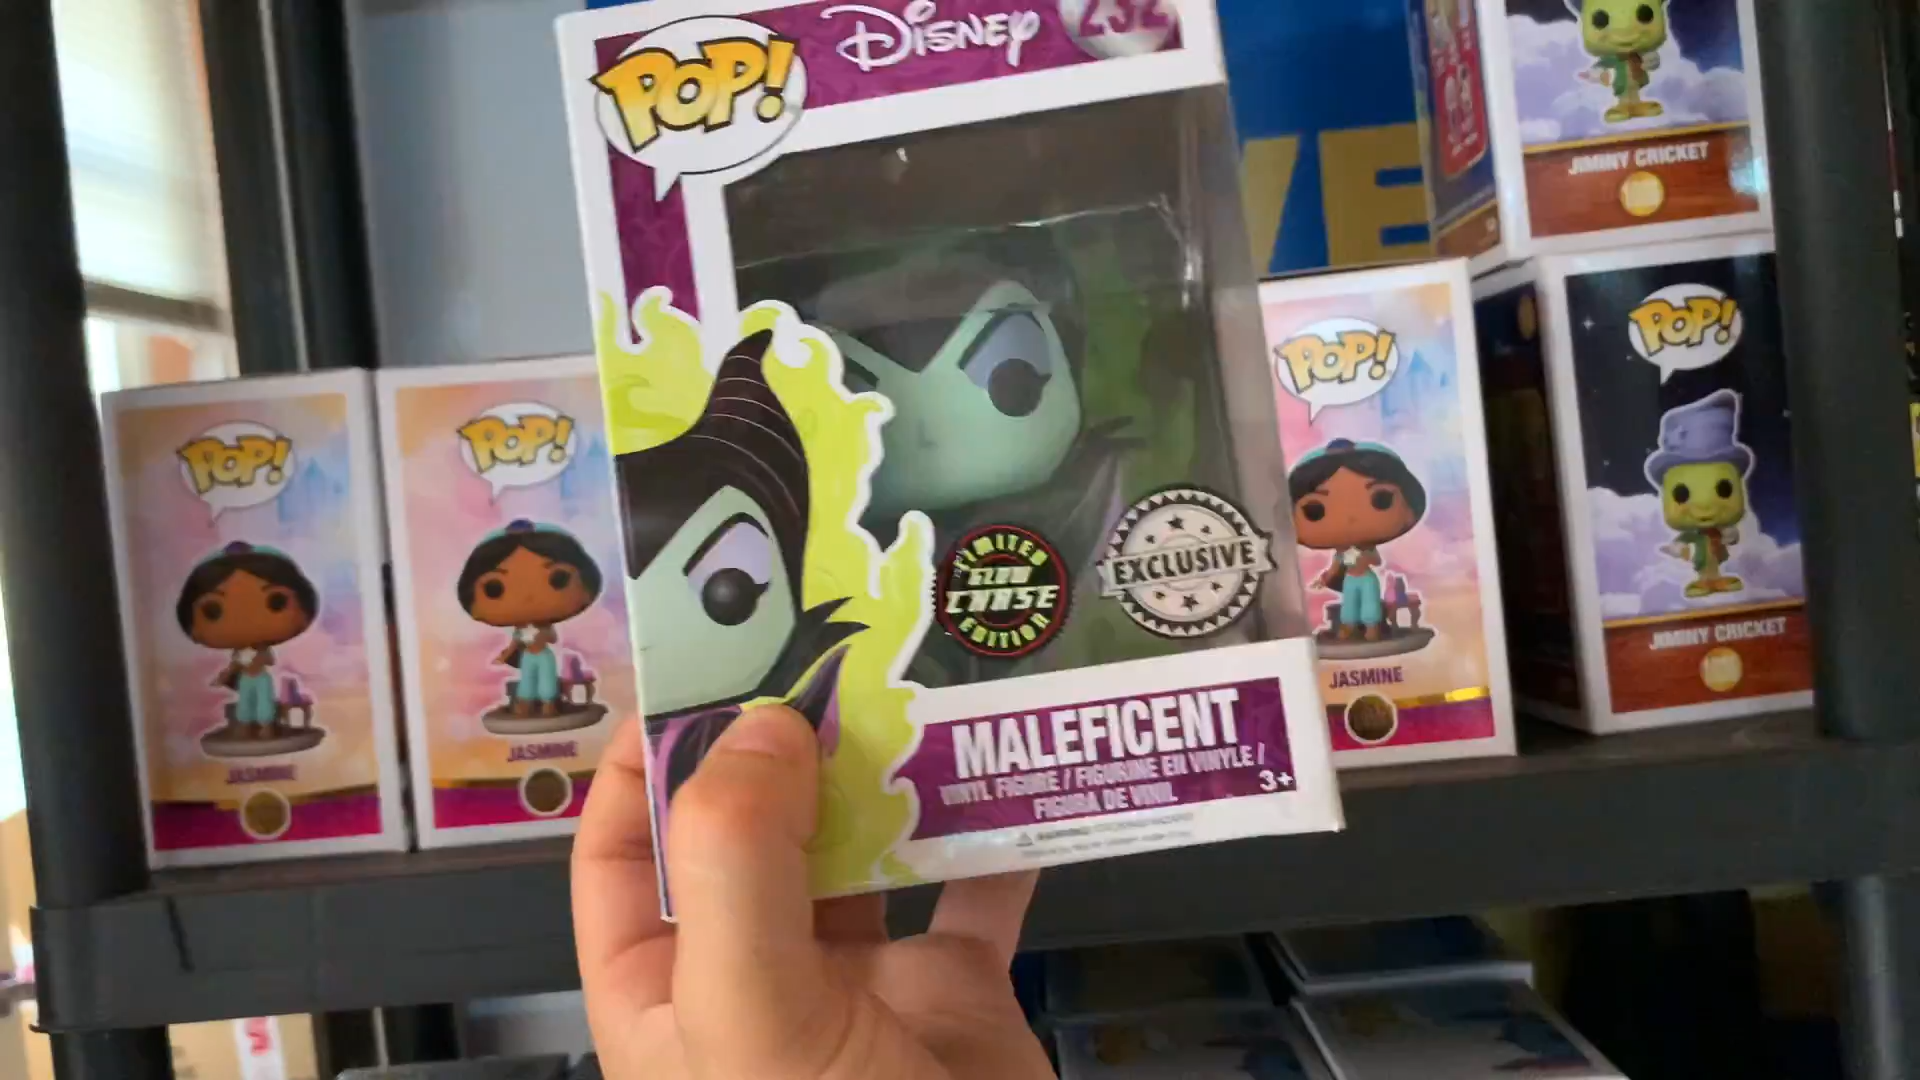 POP!
DISNEY
232
VE
JIMINY CRICKET
POP!
POP!
POP!
POP!
LIMITED
GLOW
CHASE
EDITION
EXCLUSIVE
JASMINE
JASMINE
JASMINE
JIMINY CRICKET
MALEFICENT
VINYL FIGURE / FIGURINE EN VINYLE /
FIGURA DE VINIL
3+